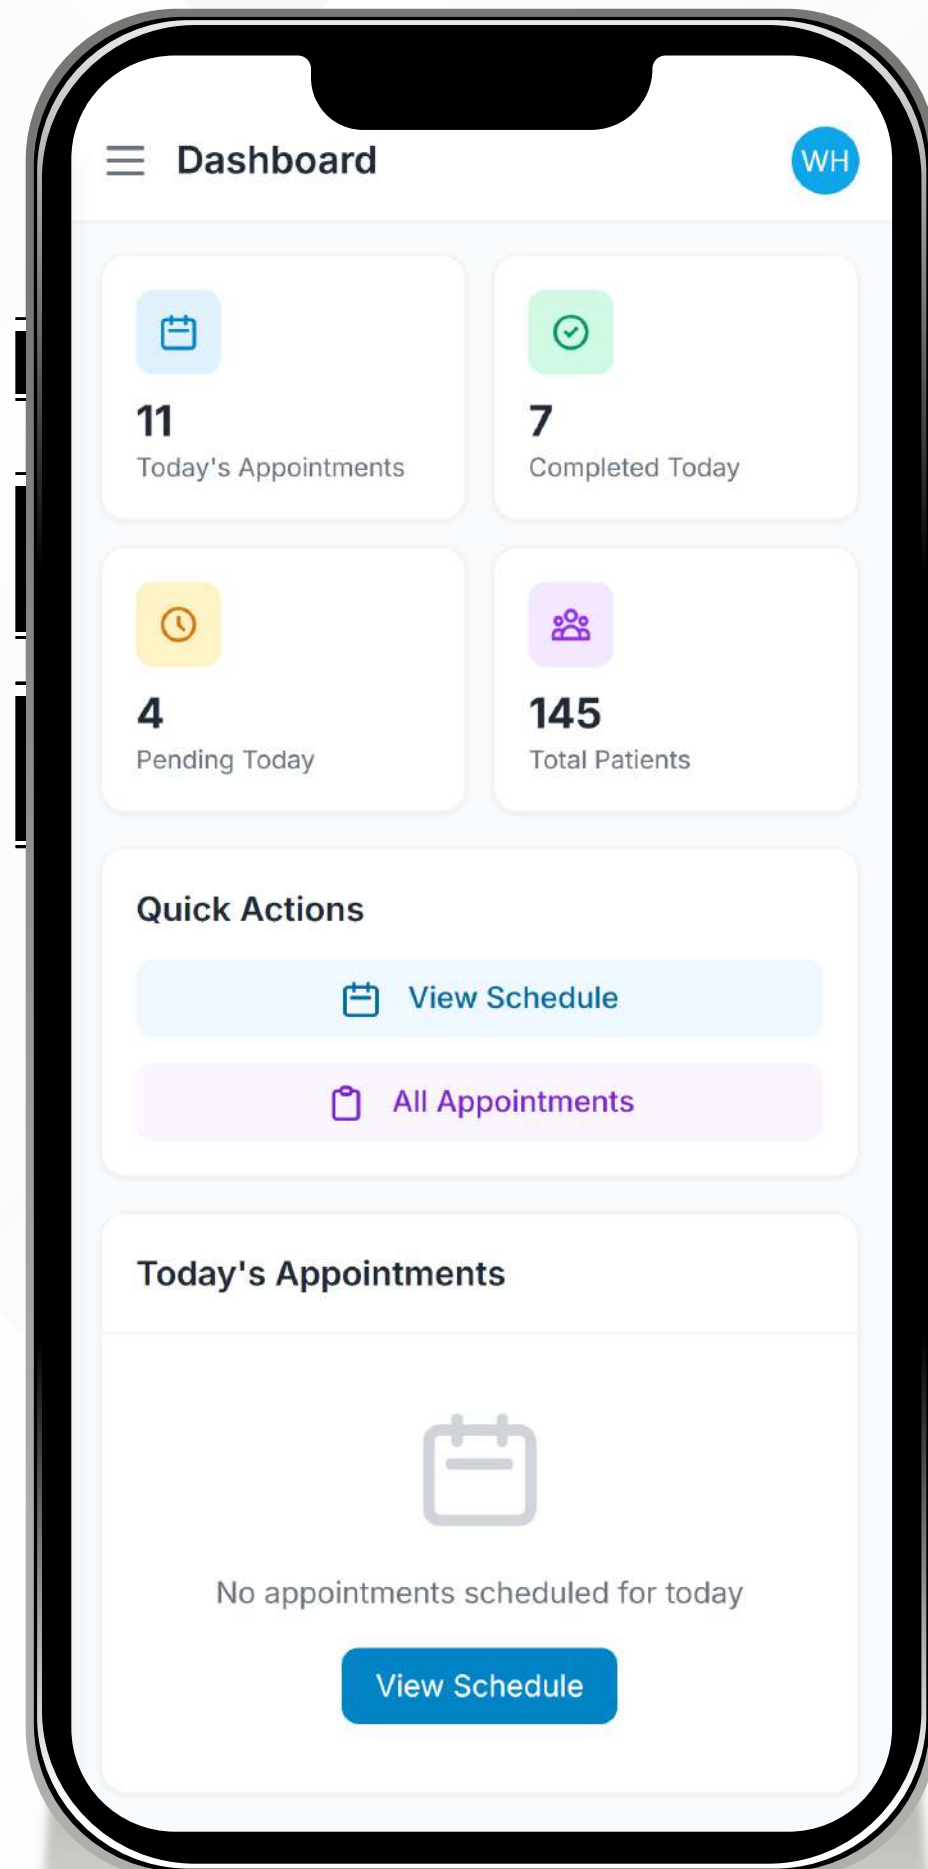 Dashboard
WH
11
Today's Appointments
7
Completed Today
4
Pending Today
145
Total Patients
Quick Actions
View Schedule
All Appointments
Today's Appointments
No appointments scheduled for today
View Schedule